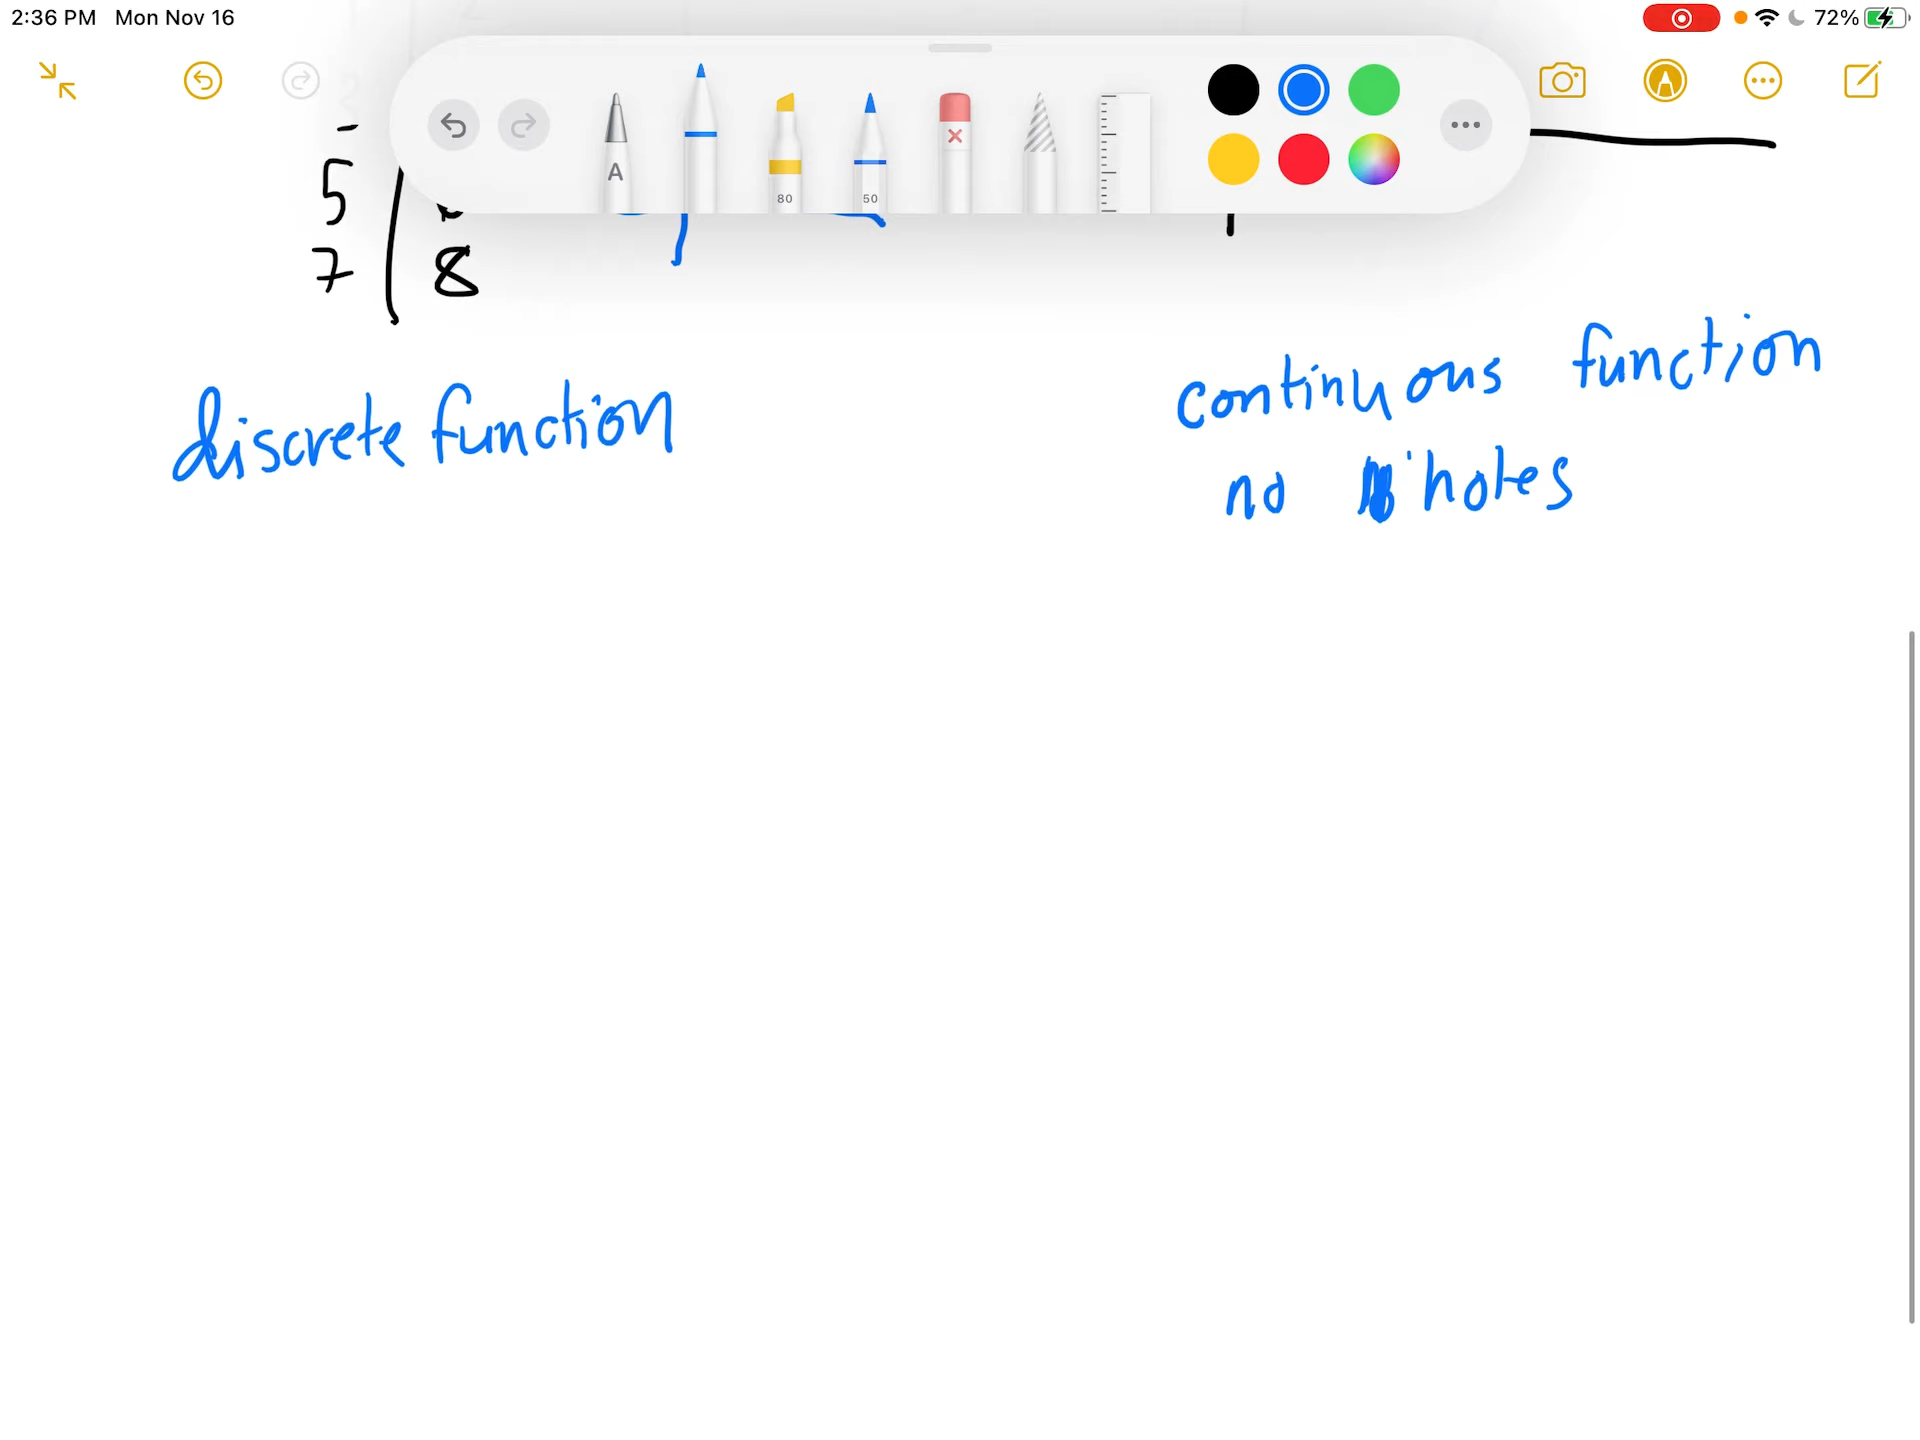 2:36 PM Mon Nov 16 72%
A 80 50
5
7 8
continuous function
discrete function
no holes